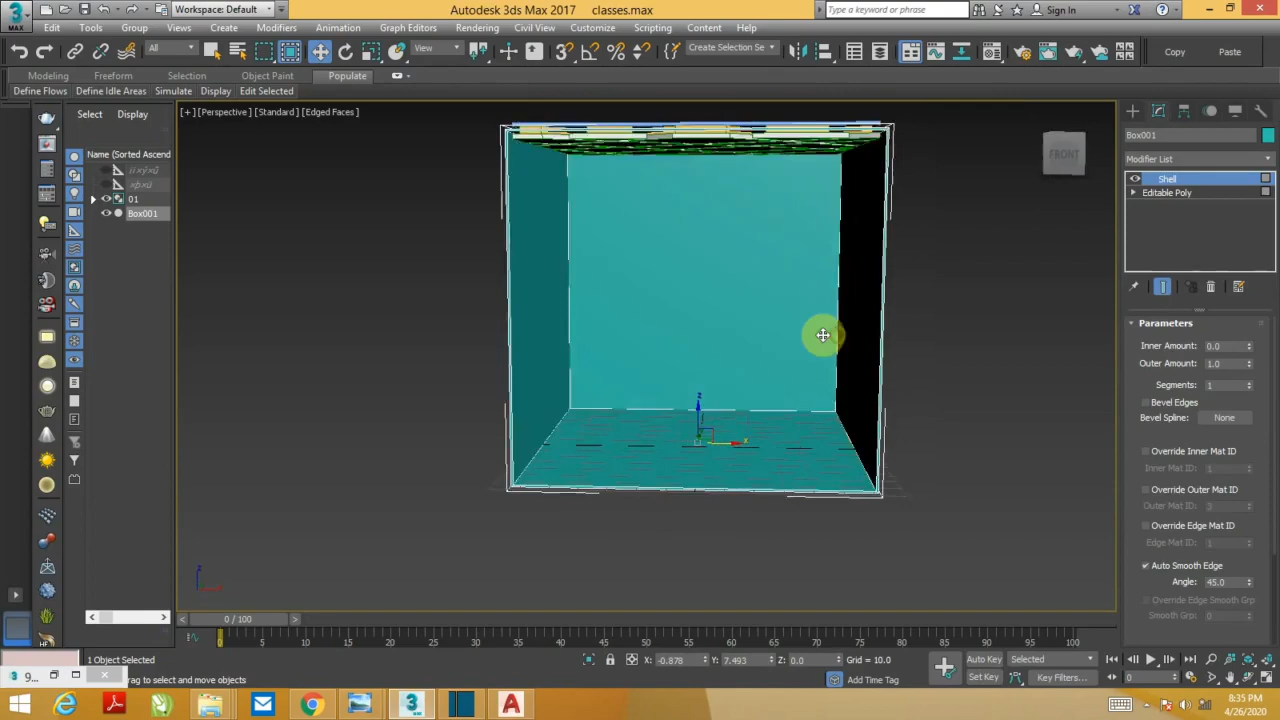 Workspace: Default
Autodesk 3ds Max 2017 classes.max
Type a keyword or phrase
Sign In
MAX
Edit Tools Group Views Create Modifiers Animation Graph Editors Rendering Civil View Customize Scripting Content Help
All
View
Create Selection Se
Copy Paste
Modeling Freeform Selection Object Paint Populate
Define Flows Define Idle Areas Simulate Display Edit Selected
Select Display
[+] [Perspective] [Standard] [Edged Faces]
FRONT
Box001
Name (Sorted Ascend
Modifier List
01
Box001
Shell
Editable Poly
Parameters
Inner Amount: 0.0
Outer Amount: 1.0
Segments: 1
Bevel Edges
Bevel Spline: None
Override Inner Mat ID
Inner Mat ID: 1
Override Outer Mat ID
Outer Mat ID: 3
Override Edge Mat ID
Edge Mat ID: 1
Auto Smooth Edge
Angle: 45.0
Override Edge Smooth Grp
Smooth Grp: 0
z
x
z
0 / 100
0 5 10 15 20 25 30 35 40 45 50 55 60 65 70 75 80 85 90 95 100
1 Object Selected
X: -0.878 Y: 7.493 Z: 0.0 Grid = 10.0
Auto Key Selected
9...
drag to select and move objects
Add Time Tag
Set Key Key Filters...
0
8:35 PM
4/26/2020